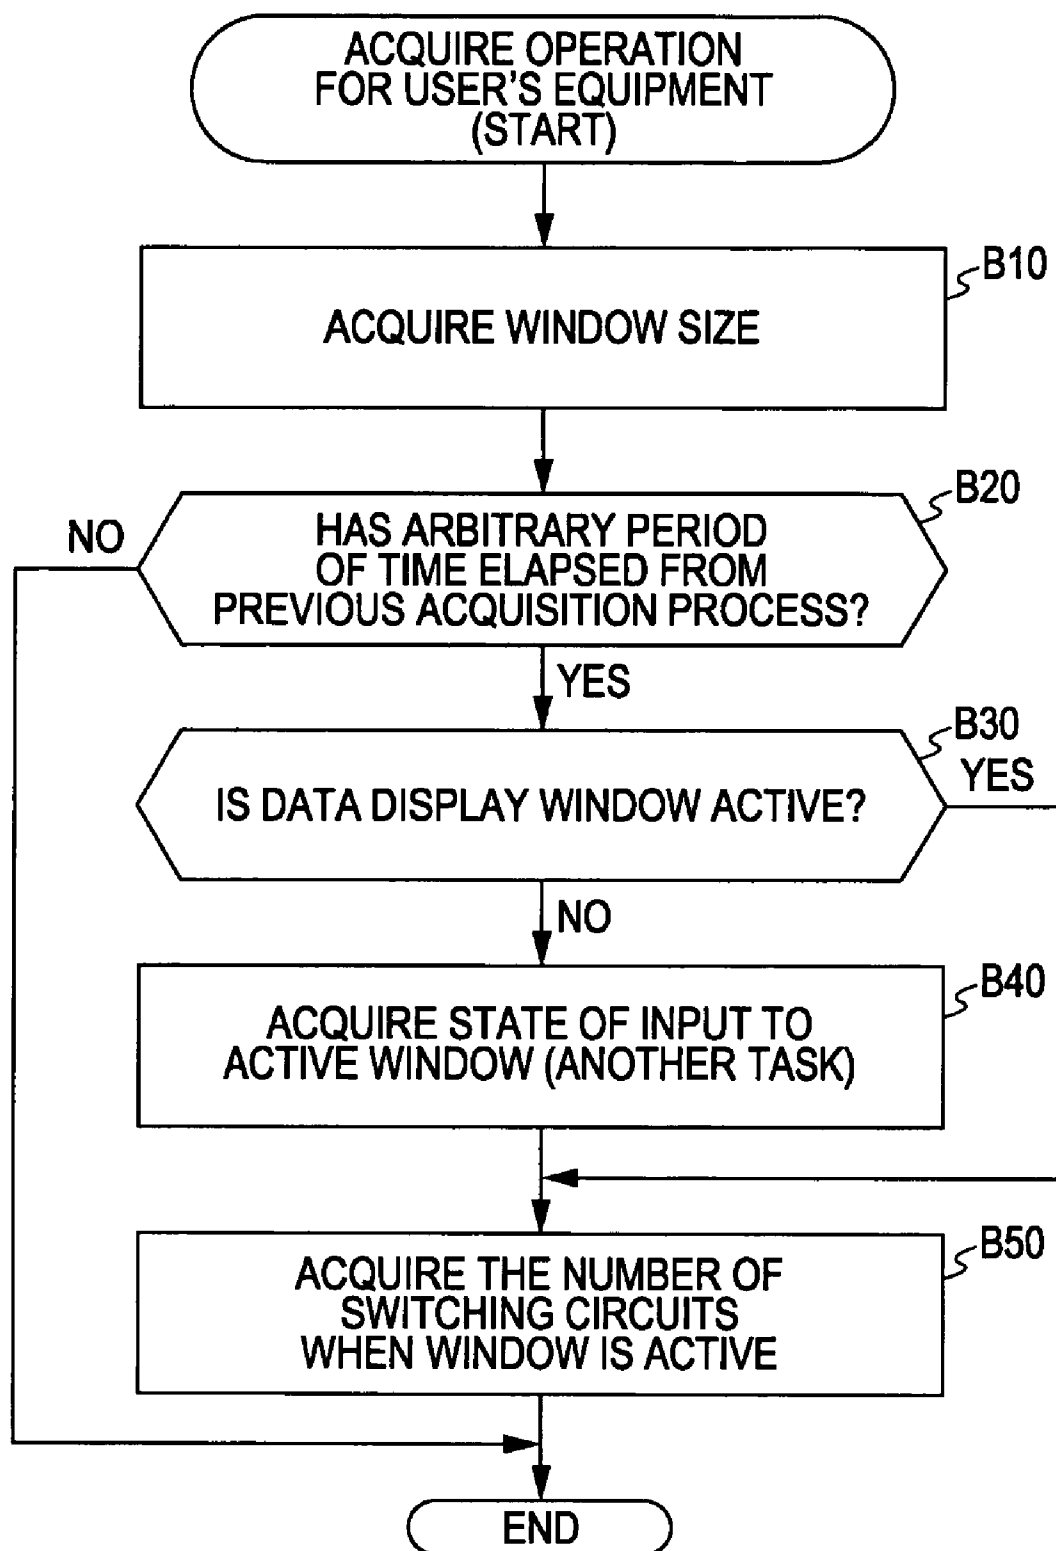 ACQUIRE OPERATION
FOR USER'S EQUIPMENT
(START)
B10
ACQUIRE WINDOW SIZE
B20
NO
HAS ARBITRARY PERIOD
OF TIME ELAPSED FROM
PREVIOUS ACQUISITION PROCESS?
YES
B30
YES
IS DATA DISPLAY WINDOW ACTIVE?
NO
B40
ACQUIRE STATE OF INPUT TO
ACTIVE WINDOW (ANOTHER TASK)
B50
ACQUIRE THE NUMBER OF
SWITCHING CIRCUITS
WHEN WINDOW IS ACTIVE
END